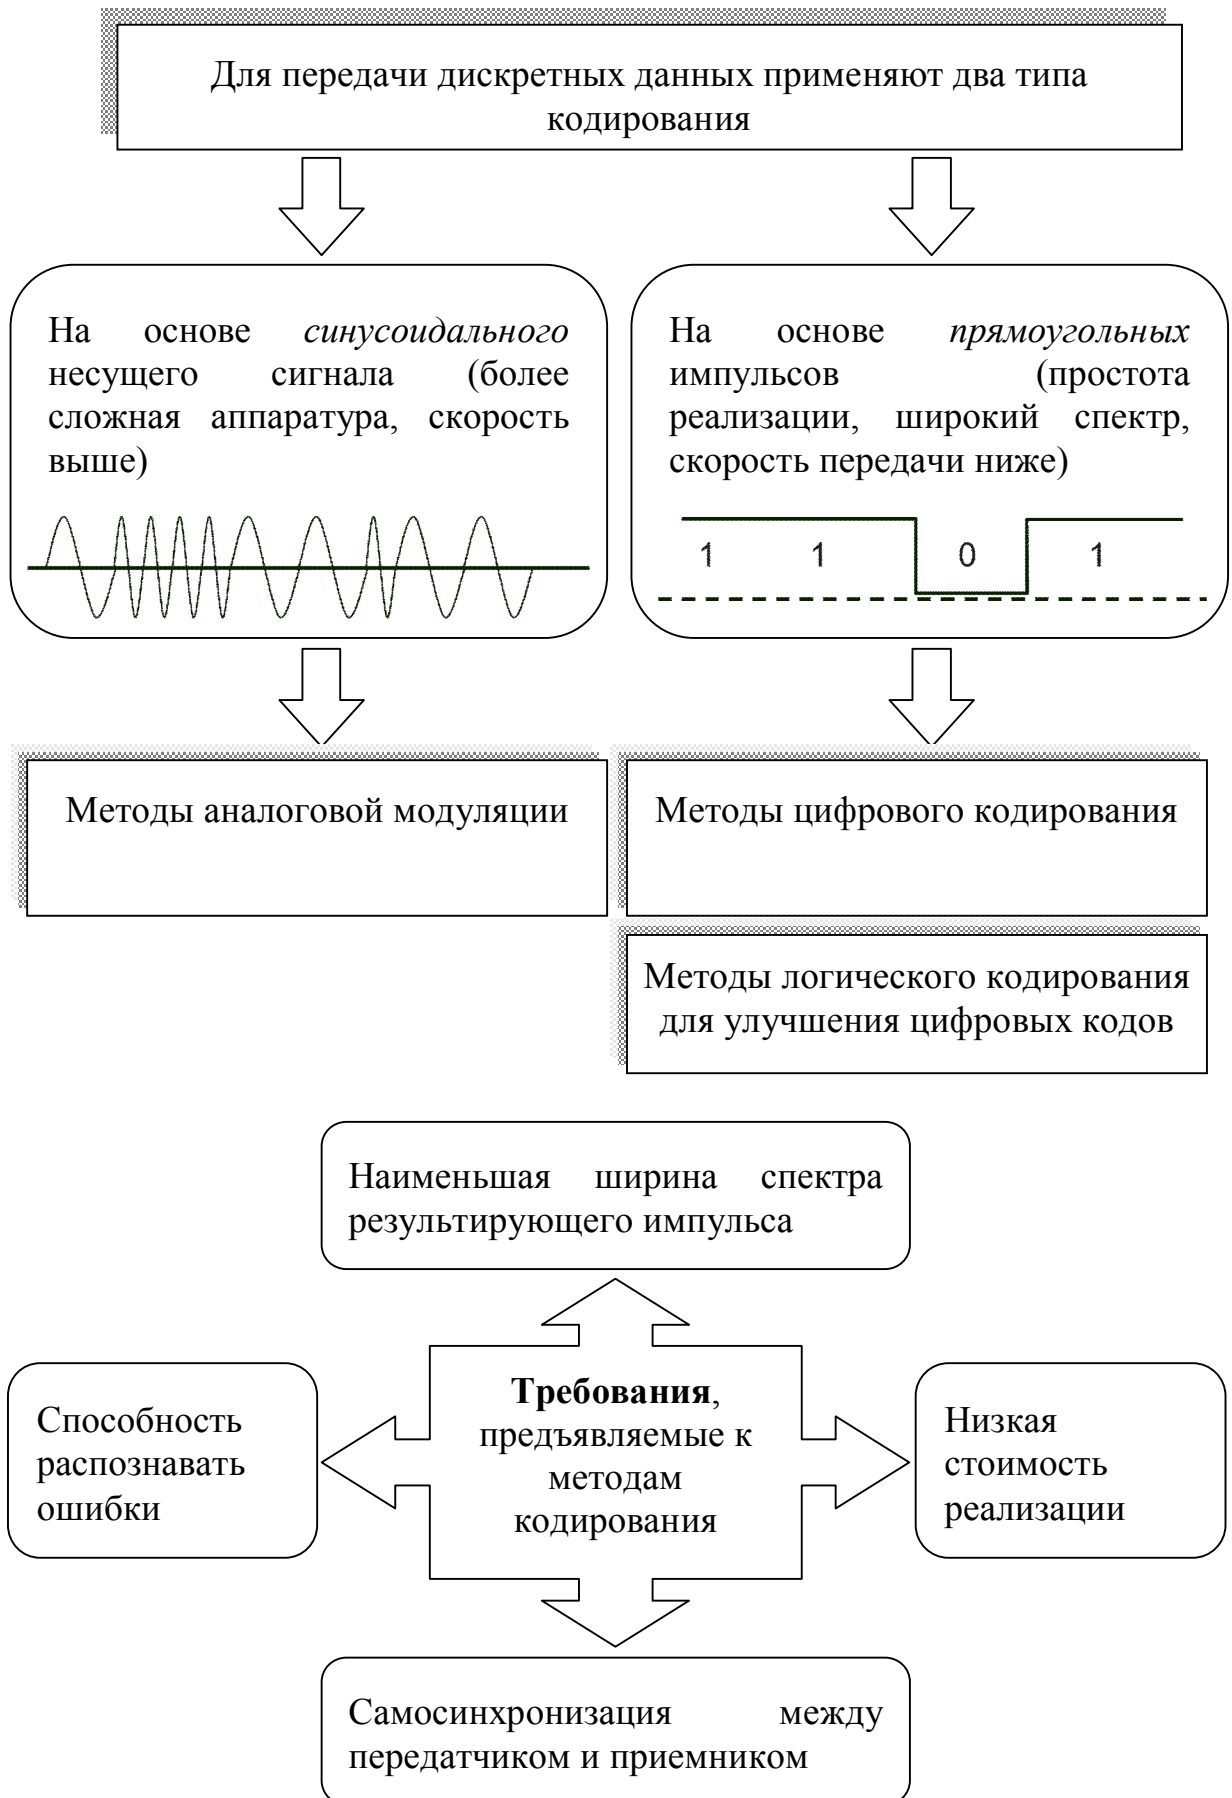 Для передачи дискретных данных применяют два типа
кодирования
На основе синусоидального
несущего сигнала (более
сложная аппаратура, скорость
выше)
На основе прямоугольных
импульсов (простота
реализации, широкий спектр,
скорость передачи ниже)
1 1 0 1
Методы аналоговой модуляции
Методы цифрового кодирования
Методы логического кодирования
для улучшения цифровых кодов
Наименьшая ширина спектра
результирующего импульса
Способность
распознавать
ошибки
Требования,
предъявляемые к
методам
кодирования
Низкая
стоимость
реализации
Самосинхронизация между
передатчиком и приемником